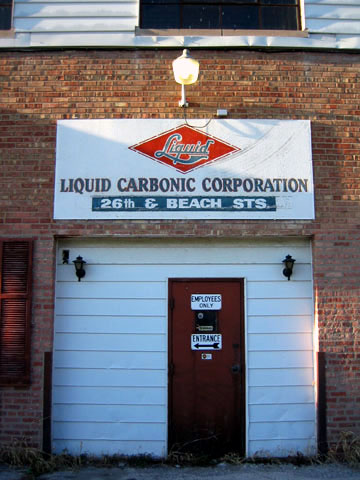 Liquid
LIQUID CARBONIC CORPORATION
26th & BEACH STS.
EMPLOYEES
ONLY
ENTRANCE